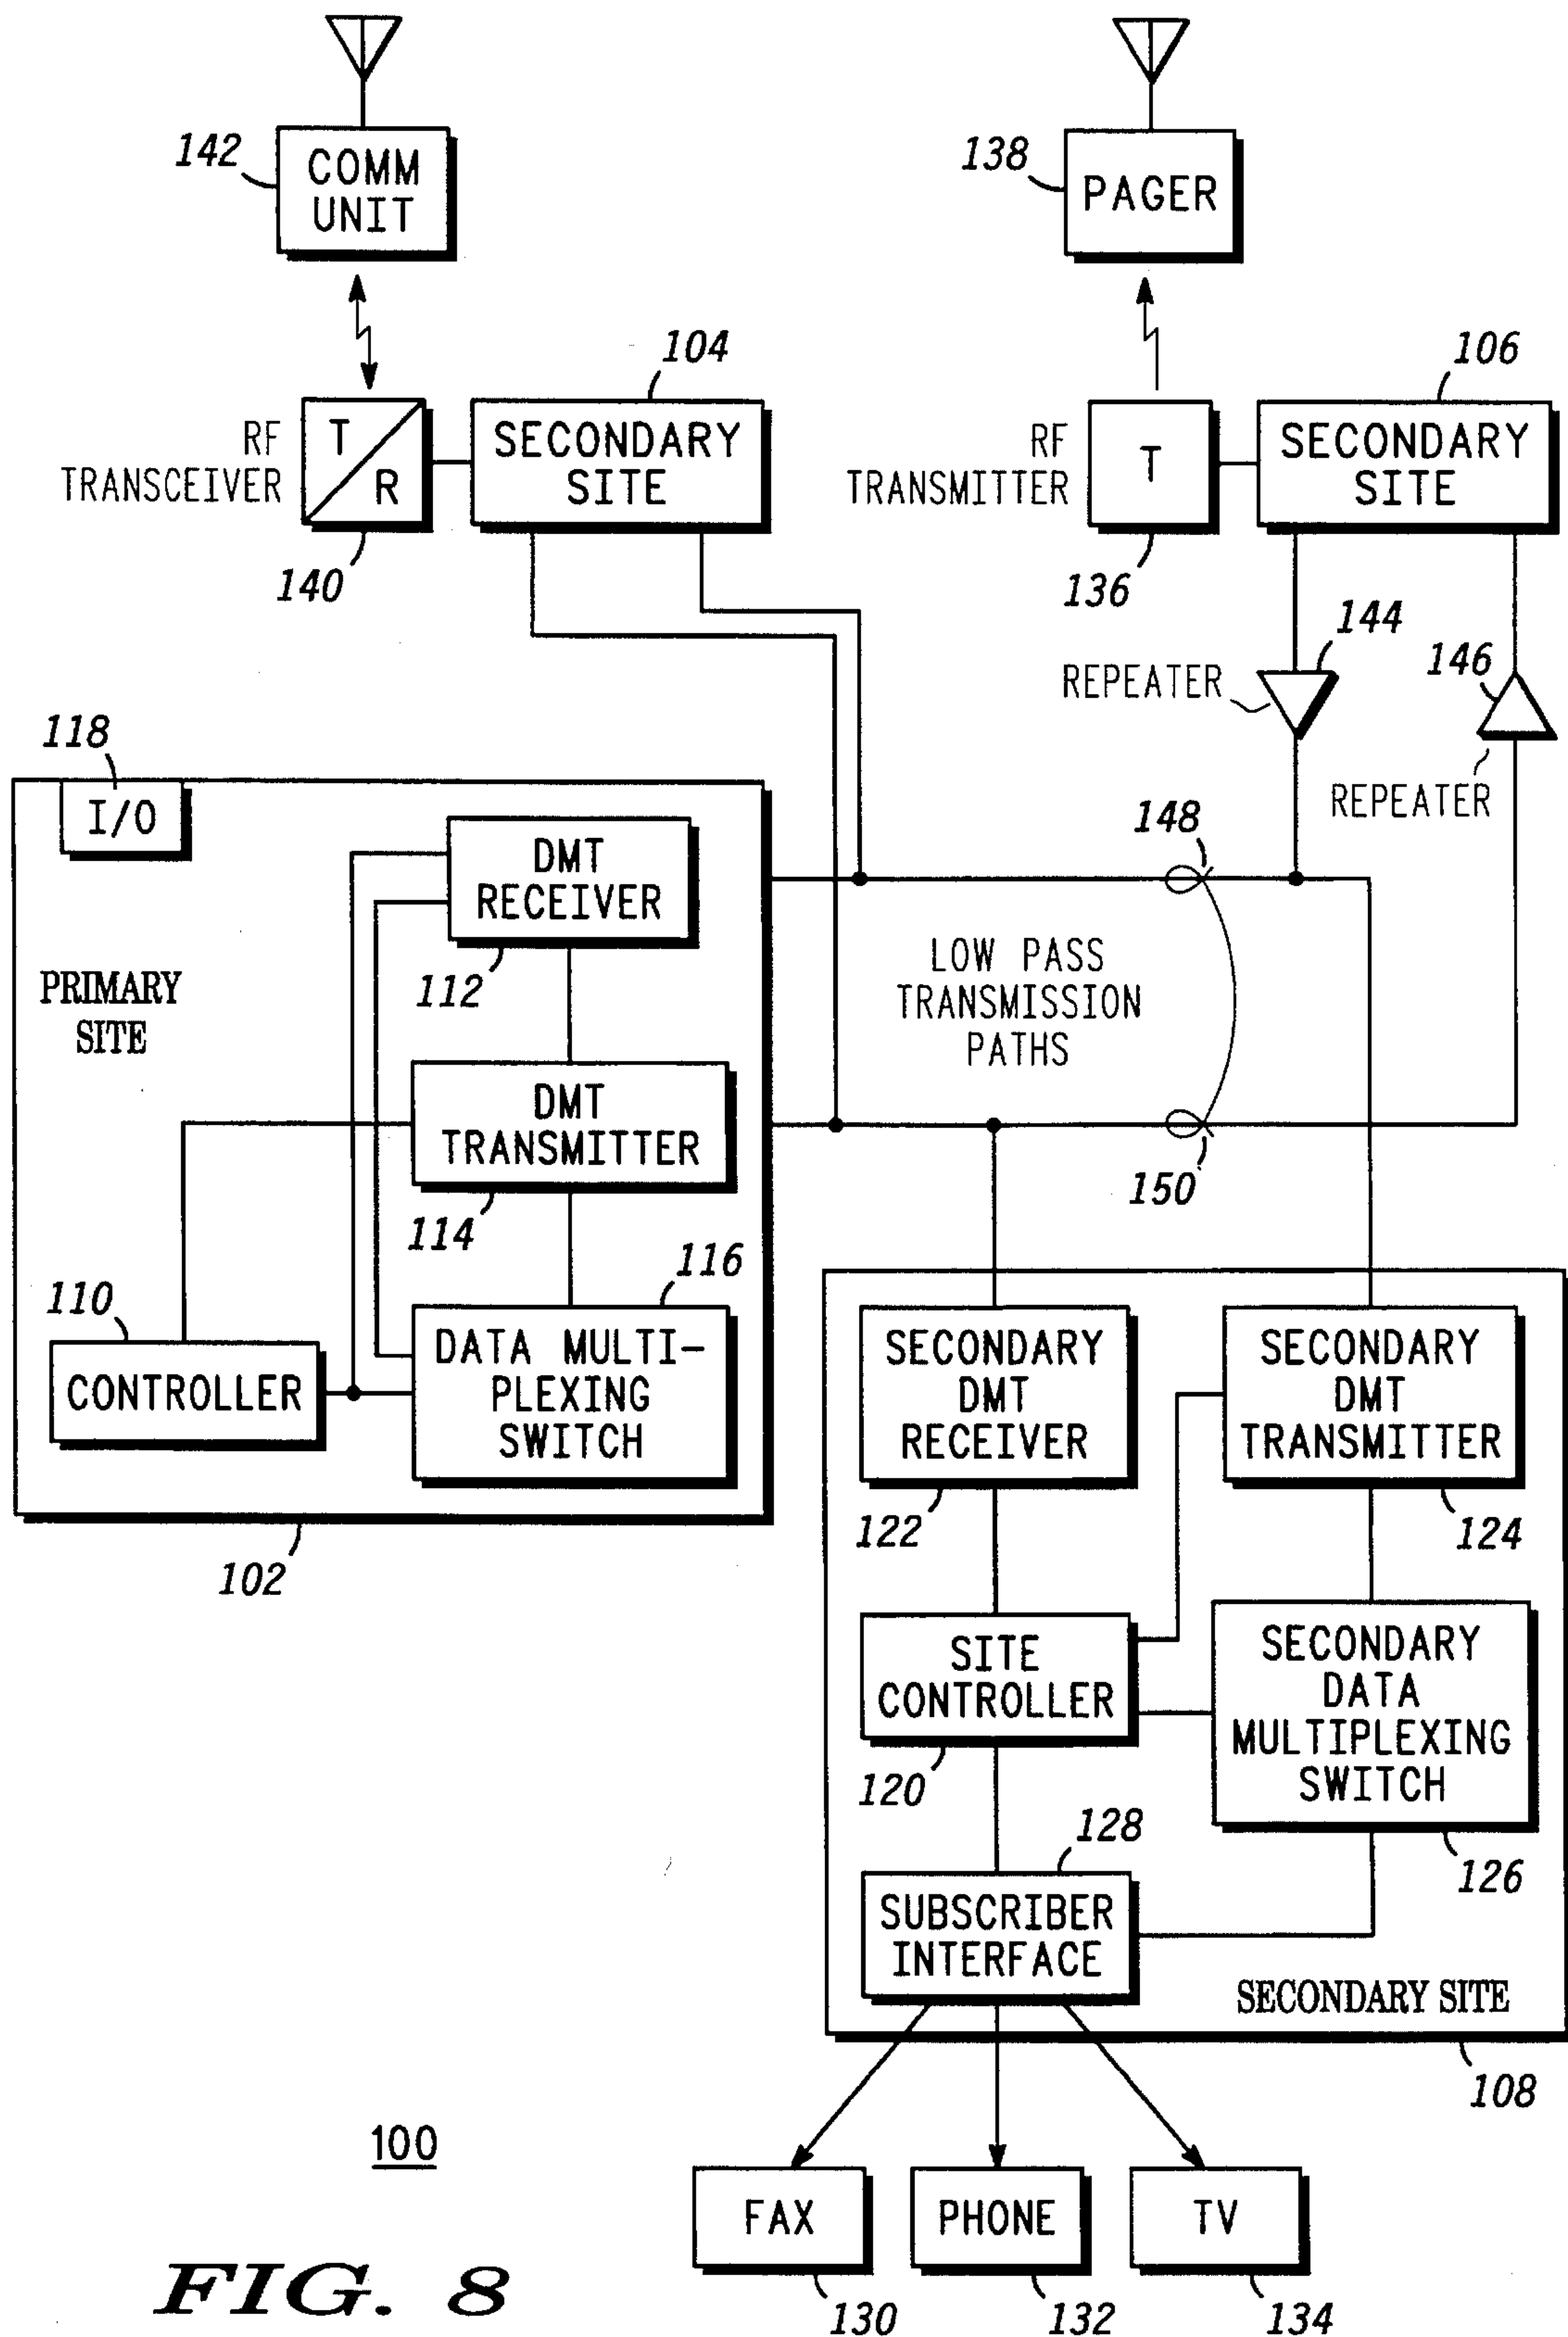 142
COMM
UNIT
138
PAGER
104
106
RF
TRANSCEIVER
T
R
SECONDARY
SITE
RF
TRANSMITTER
T
SECONDARY
SITE
140
136
144
REPEATER
146
REPEATER
118
I/O
148
DMT
RECEIVER
112
PRIMARY
SITE
LOW PASS
TRANSMISSION
PATHS
DMT
TRANSMITTER
114
150
116
110
CONTROLLER
DATA MULTI-
PLEXING
SWITCH
102
SECONDARY
DMT
RECEIVER
122
SECONDARY
DMT
TRANSMITTER
124
SITE
CONTROLLER
120
SECONDARY
DATA
MULTIPLEXING
SWITCH
126
128
SUBSCRIBER
INTERFACE
SECONDARY SITE
108
100
FAX
PHONE
TV
130
132
134
FIG. 8